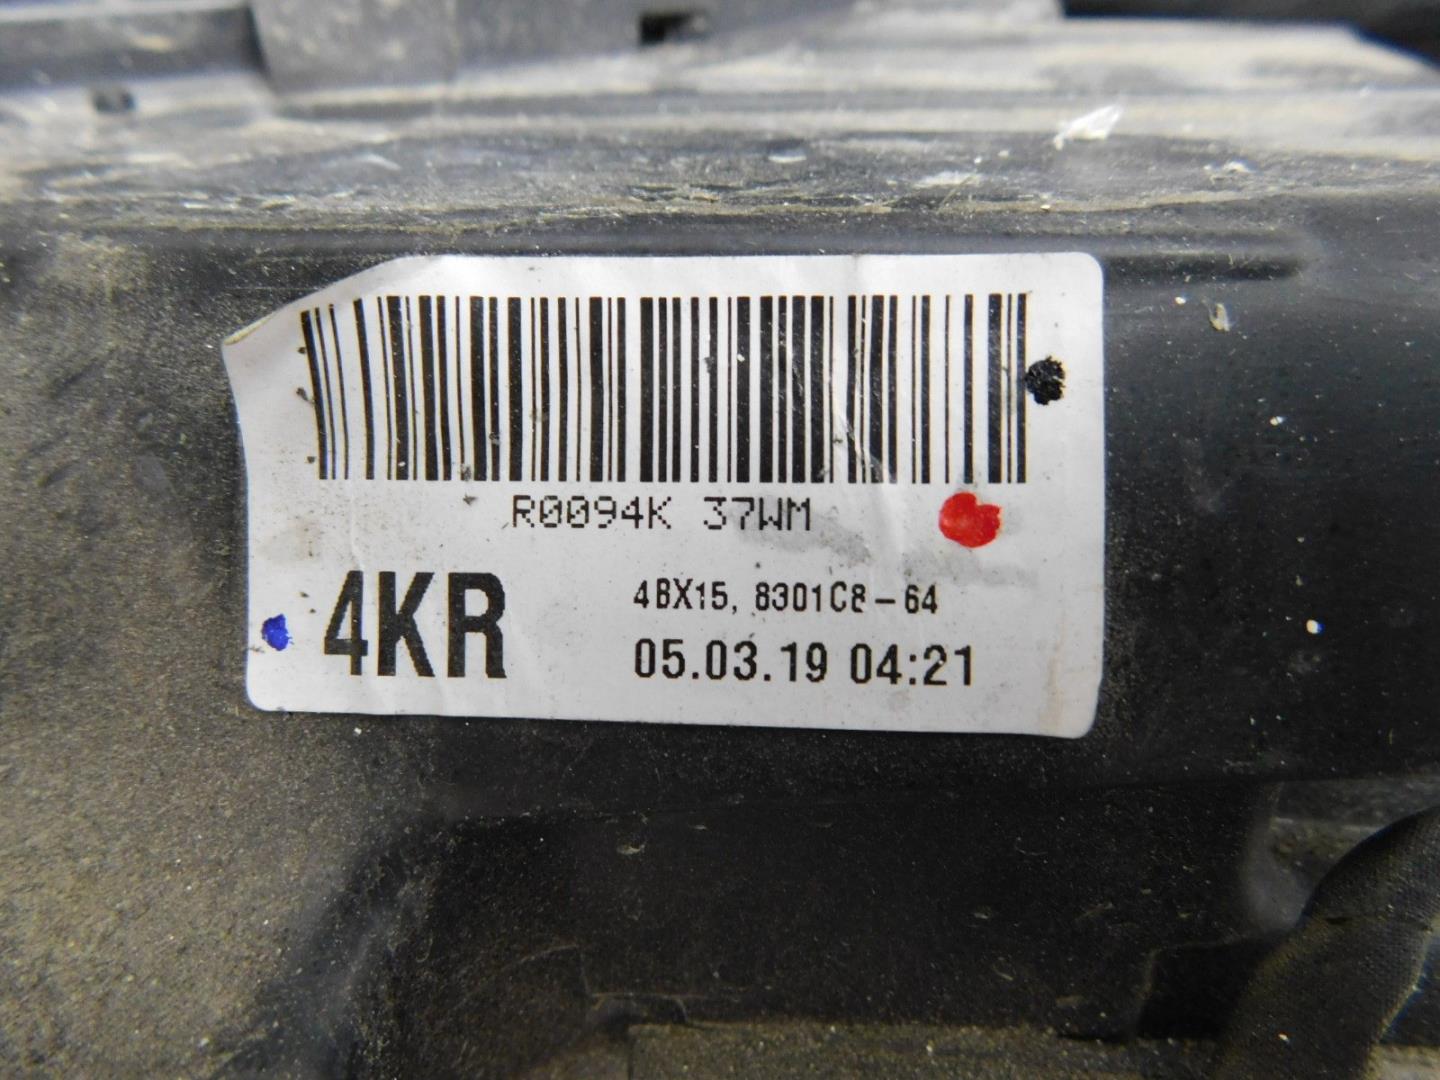 R0094K 37WM
4KR
4BX15, 8301C8-64
05.03.19 04:21